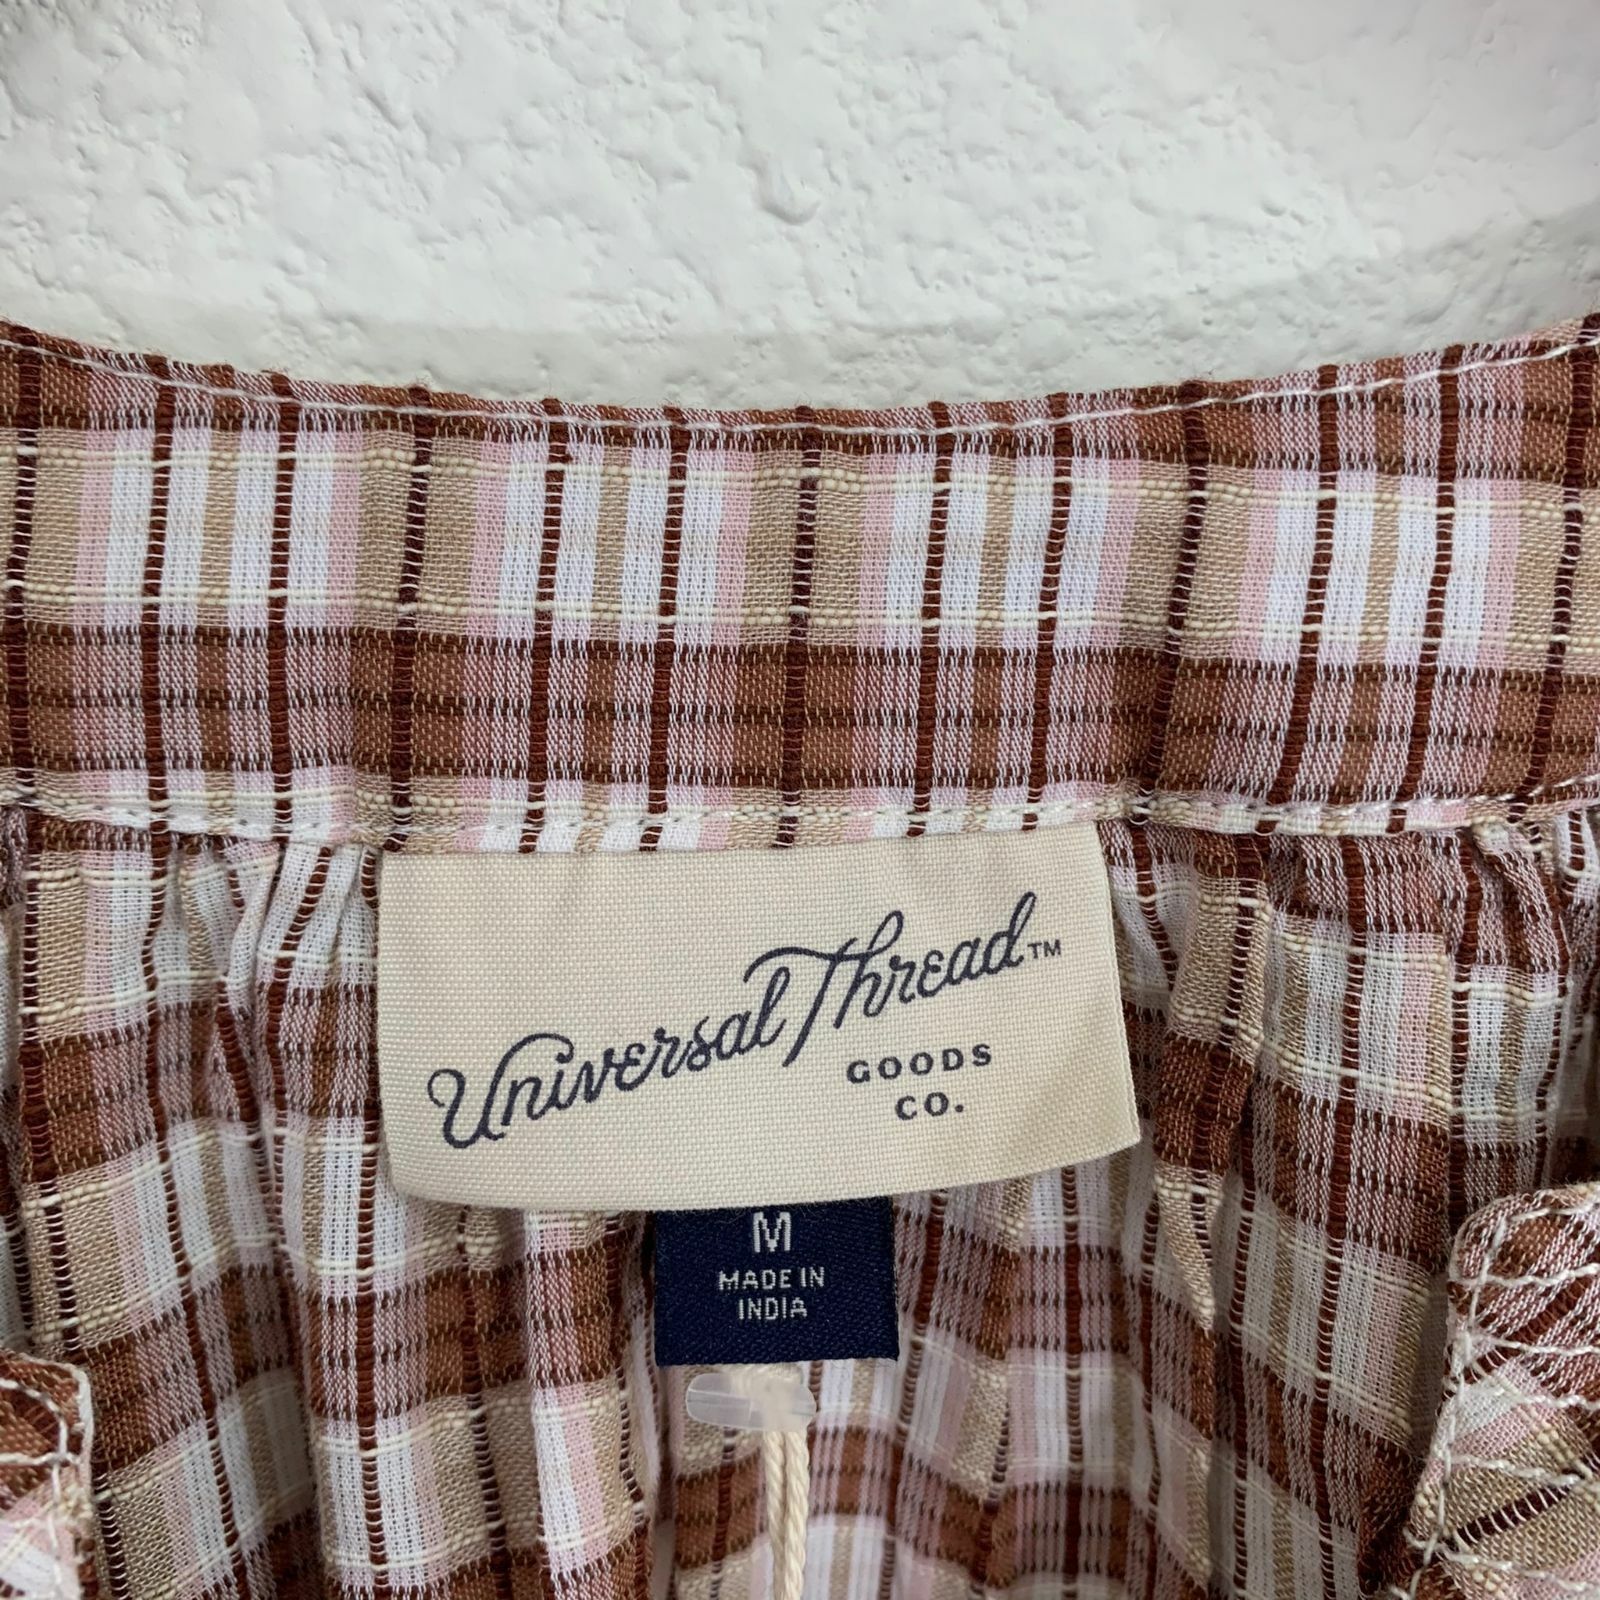 Universal Thread™
GOODS
CO.
M
MADE IN
INDIA